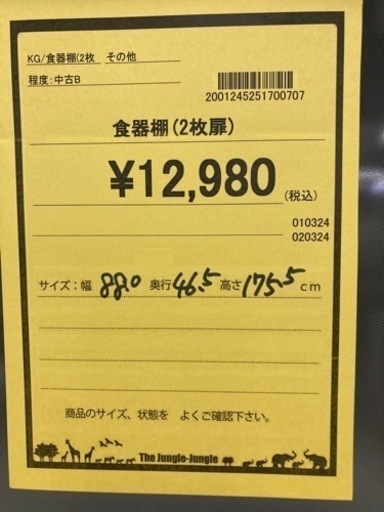 KG/食器棚(2枚 その他
程度:中古B
2001245251700707
食器棚(2枚扉)
¥12,980(税込)
010324
020324
サイズ:幅 88.0 奥行 46.5 高さ 175.5 cm
商品のサイズ、状態を よくご確認下さい。
The Jungle-Jungle